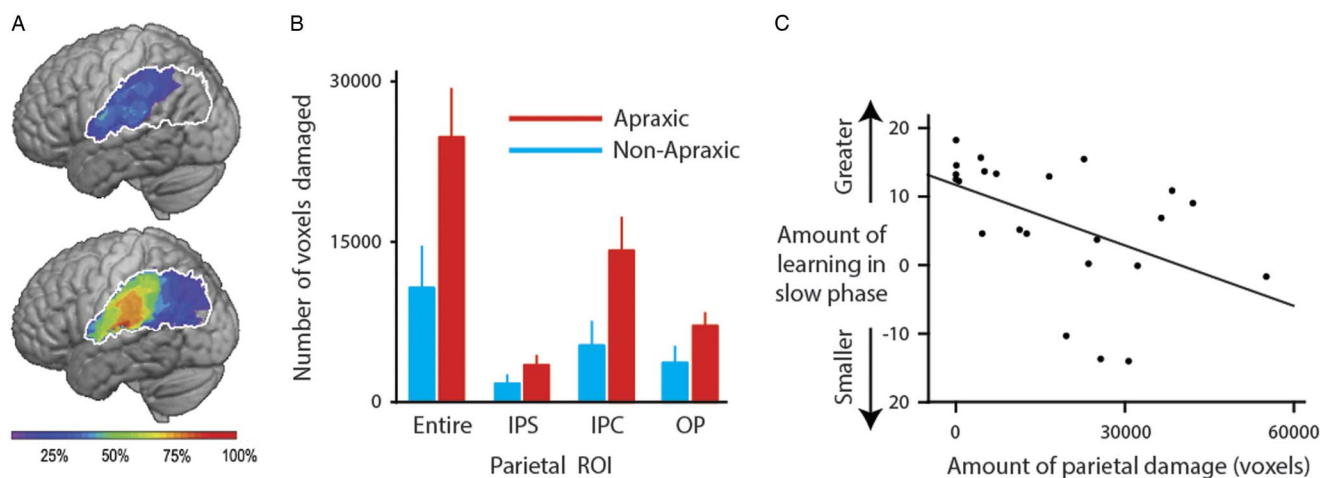 A
25% 50% 75% 100%
B
Number of voxels damaged
30000
15000
0
Apraxic
Non-Apraxic
Entire IPS IPC OP
Parietal ROI
C
Greater
Amount of
learning in
slow phase
Smaller
20
10
0
-10
20
0 30000 60000
Amount of parietal damage (voxels)